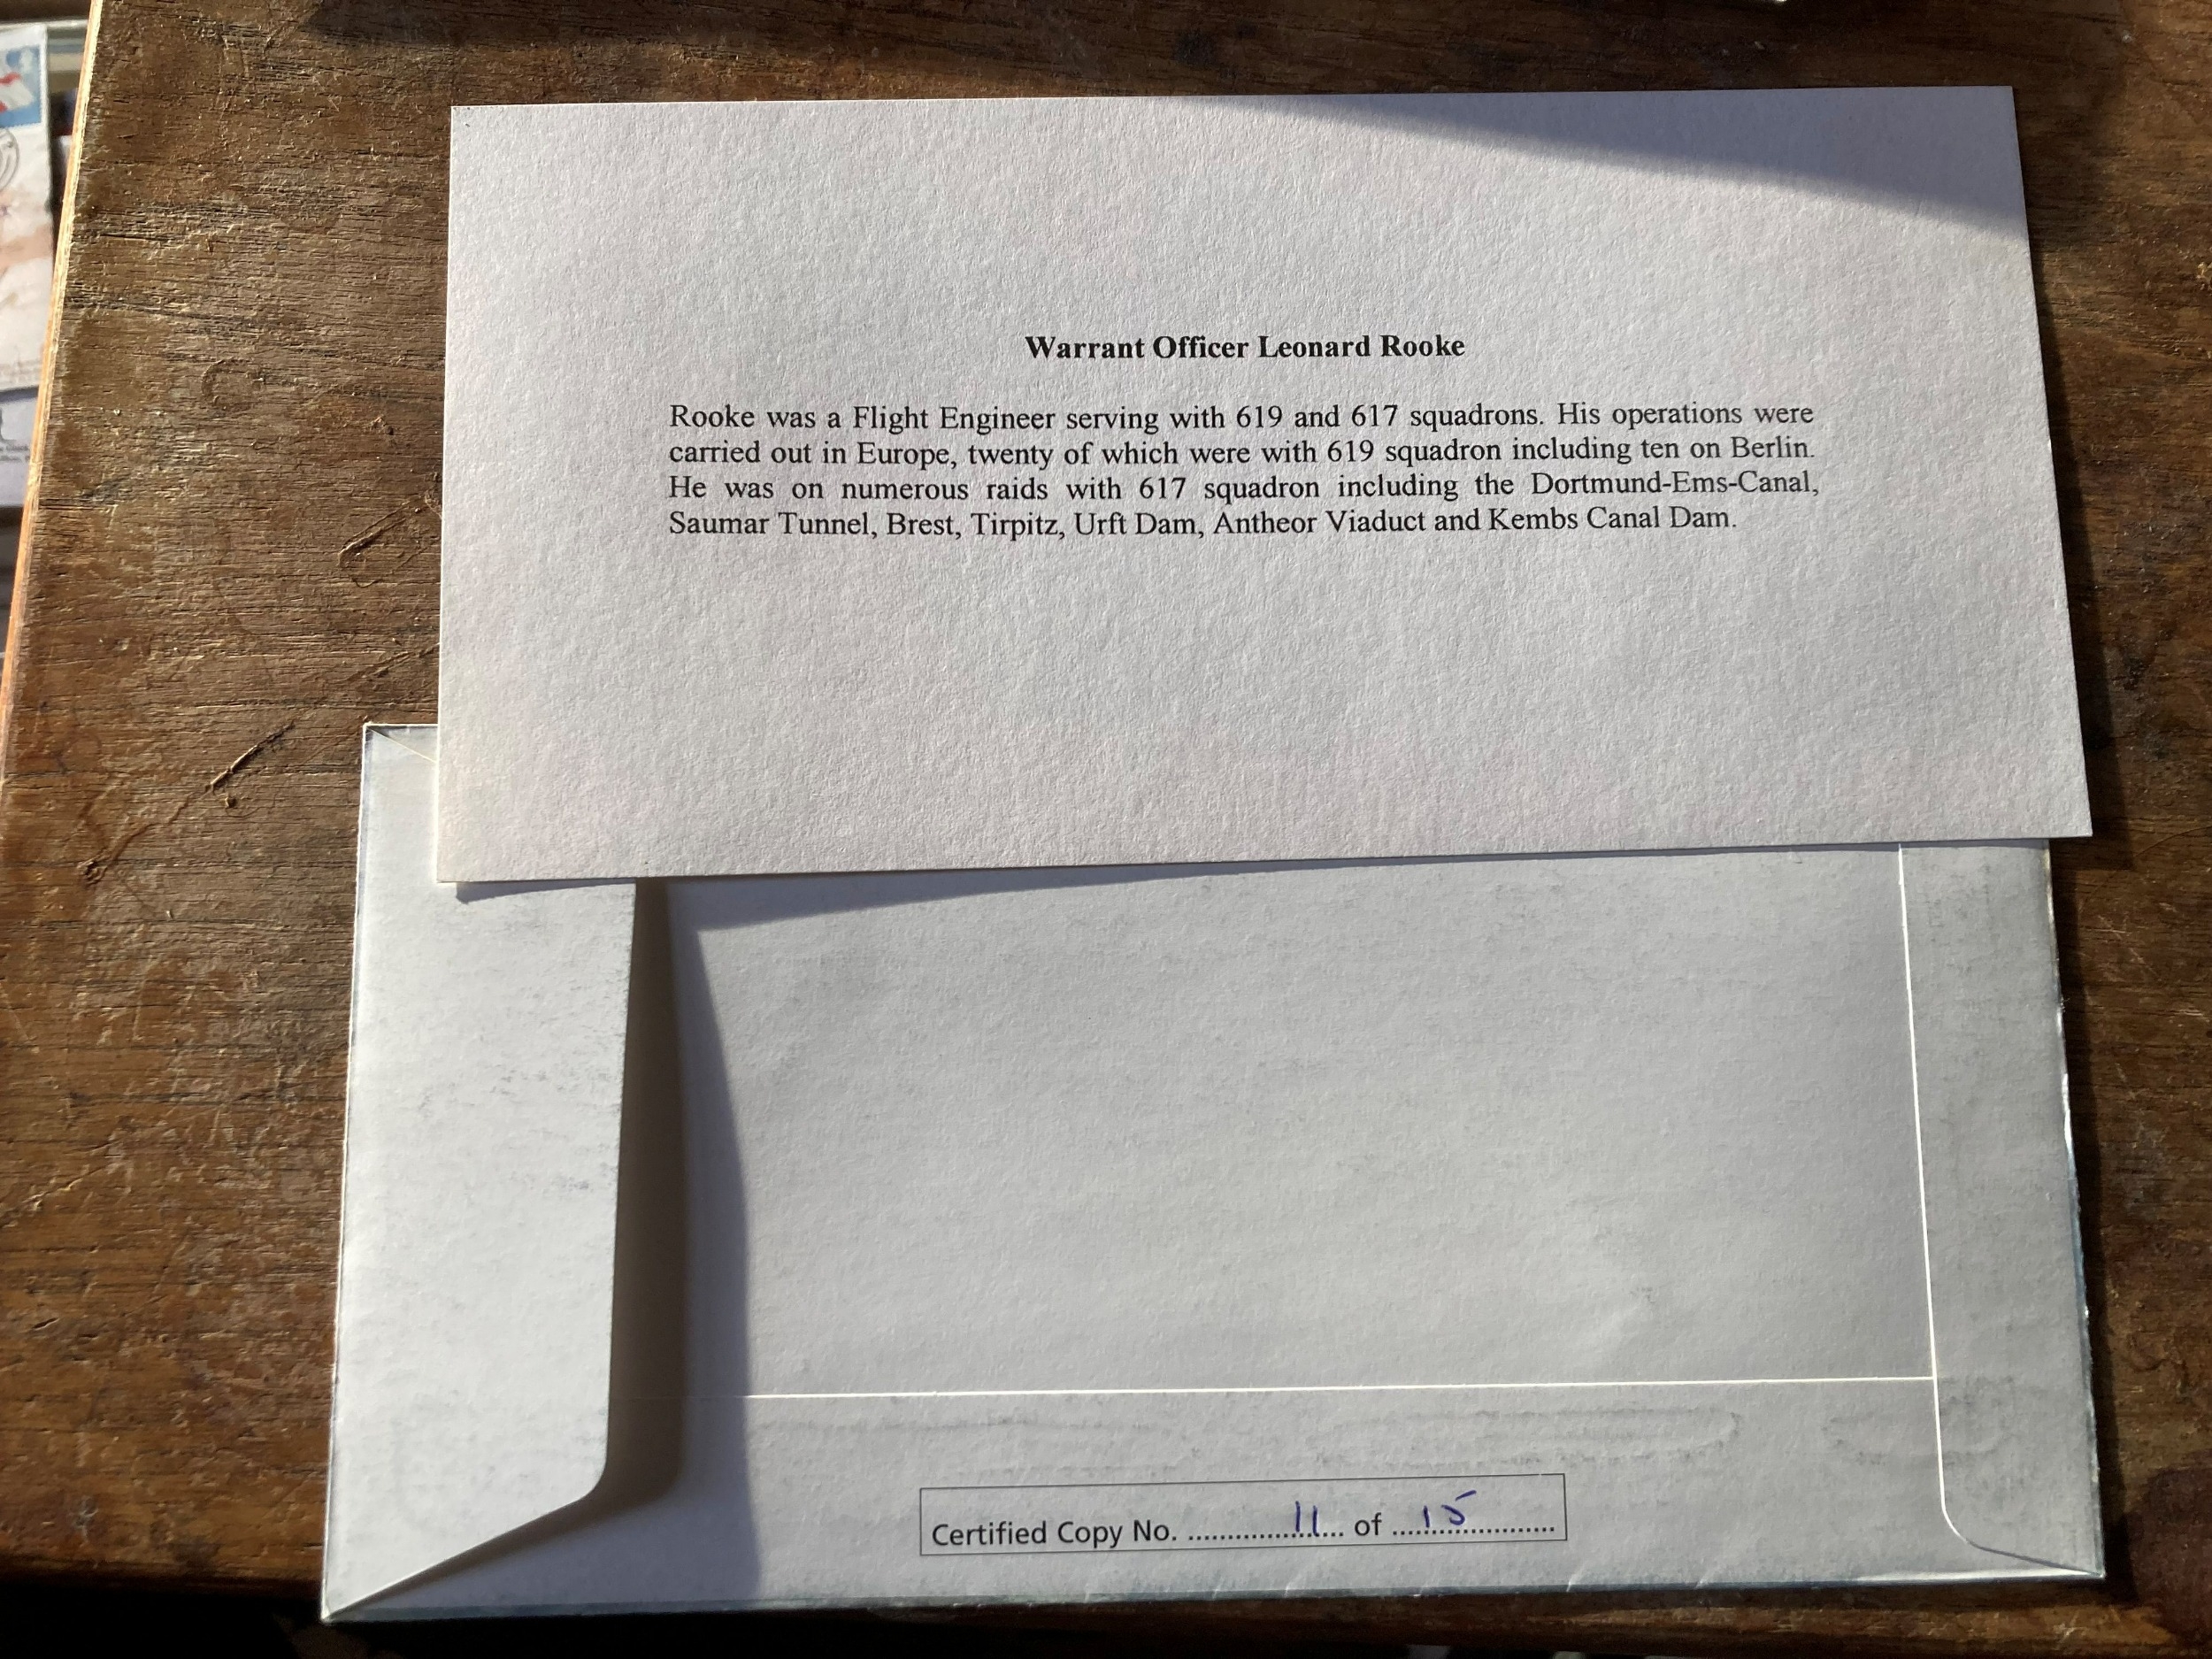 Warrant Officer Leonard Rooke
Rooke was a Flight Engineer serving with 619 and 617 squadrons. His operations were
carried out in Europe, twenty of which were with 619 squadron including ten on Berlin.
He was on numerous raids with 617 squadron including the Dortmund-Ems-Canal,
Saumar Tunnel, Brest, Tirpitz, Urft Dam, Antheor Viaduct and Kembs Canal Dam.
Certified Copy No. ................11... of ....15......................